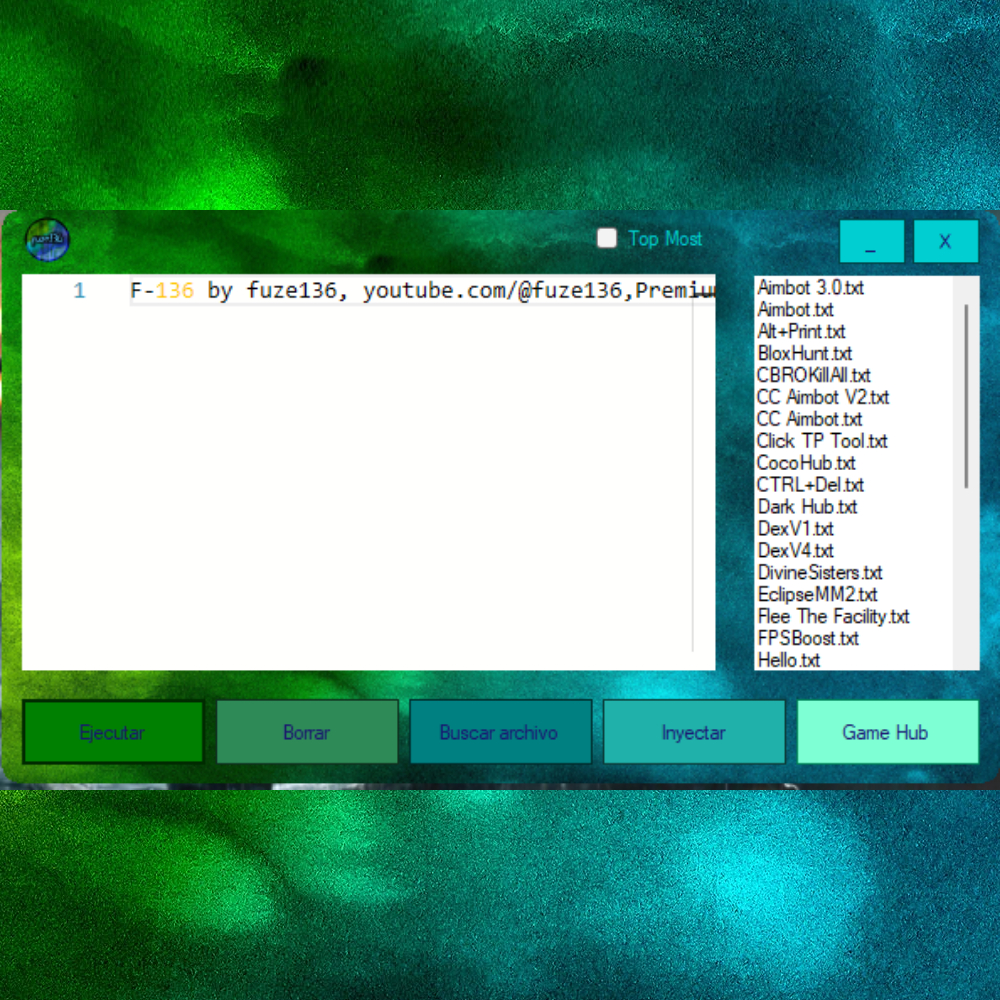 Top Most
_
X
1
F-136 by fuze136, youtube.com/@fuze136,Premiu
Aimbot 3.0.txt
Aimbot.txt
Alt+Print.txt
BloxHunt.txt
CBROKillAll.txt
CC Aimbot V2.txt
CC Aimbot.txt
Click TP Tool.txt
CocoHub.txt
CTRL+Del.txt
Dark Hub.txt
DexV1.txt
DexV4.txt
DivineSisters.txt
EclipseMM2.txt
Flee The Facility.txt
FPSBoost.txt
Hello.txt
Ejecutar
Borrar
Buscar archivo
Inyectar
Game Hub